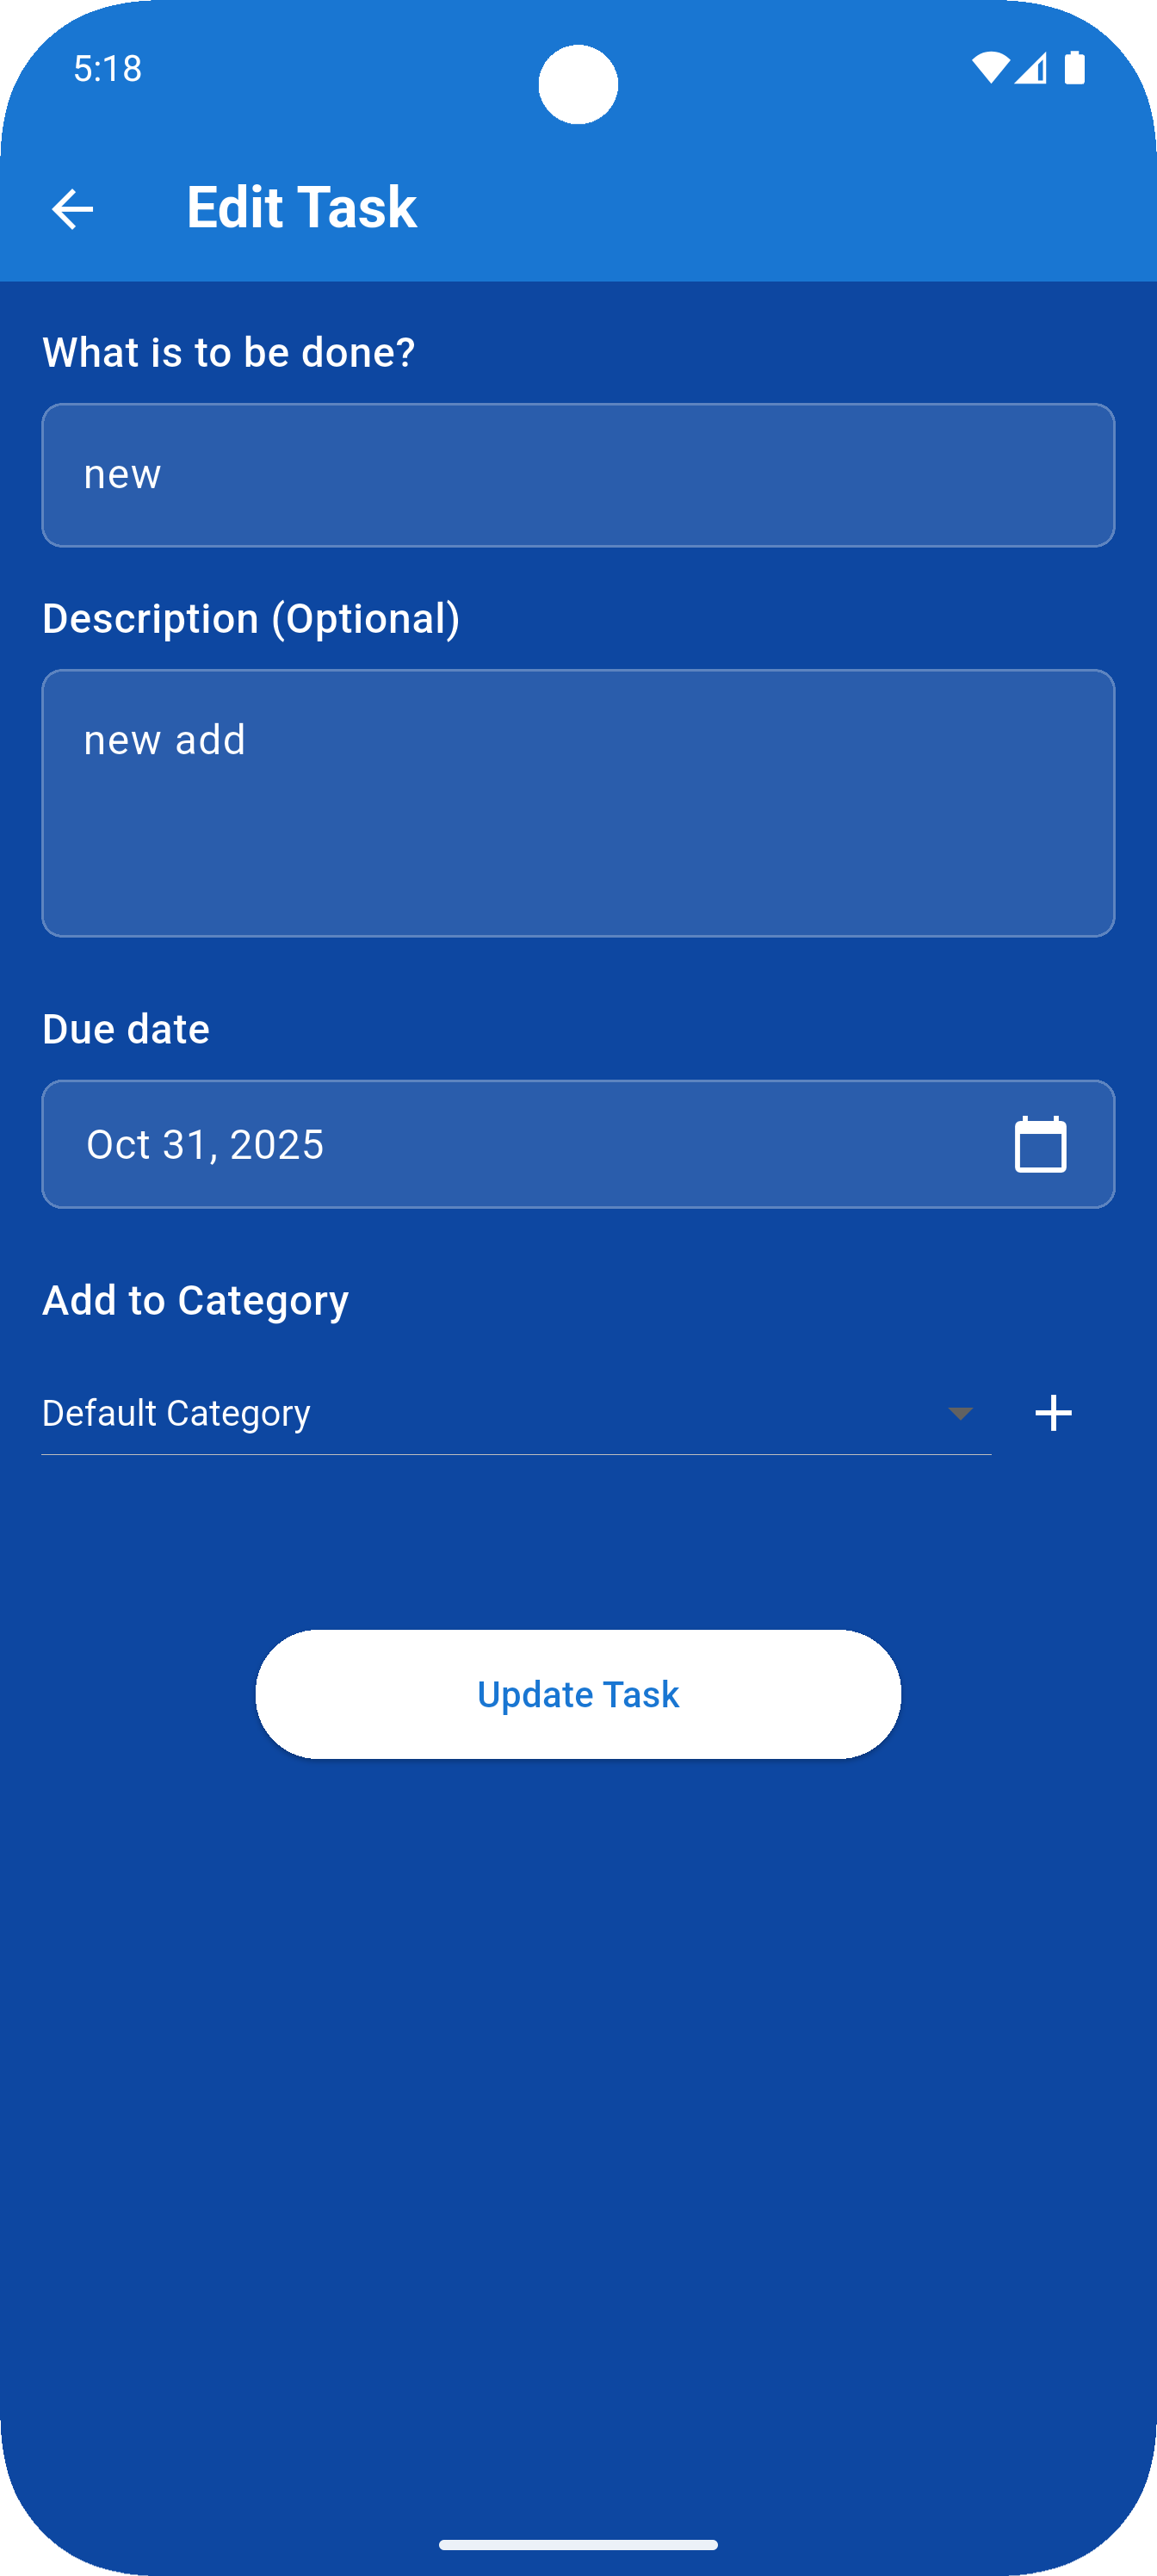 5:18
Edit Task
What is to be done?
new
Description (Optional)
new add
Due date
Oct 31, 2025
Add to Category
Default Category
Update Task